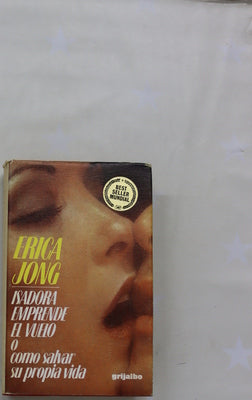 BEST
SELLER
MUNDIAL
ERICA
JONG
ISADORA
EMPRENDE
EL VUELO
o
como salvar
su propia vida
grijalbo